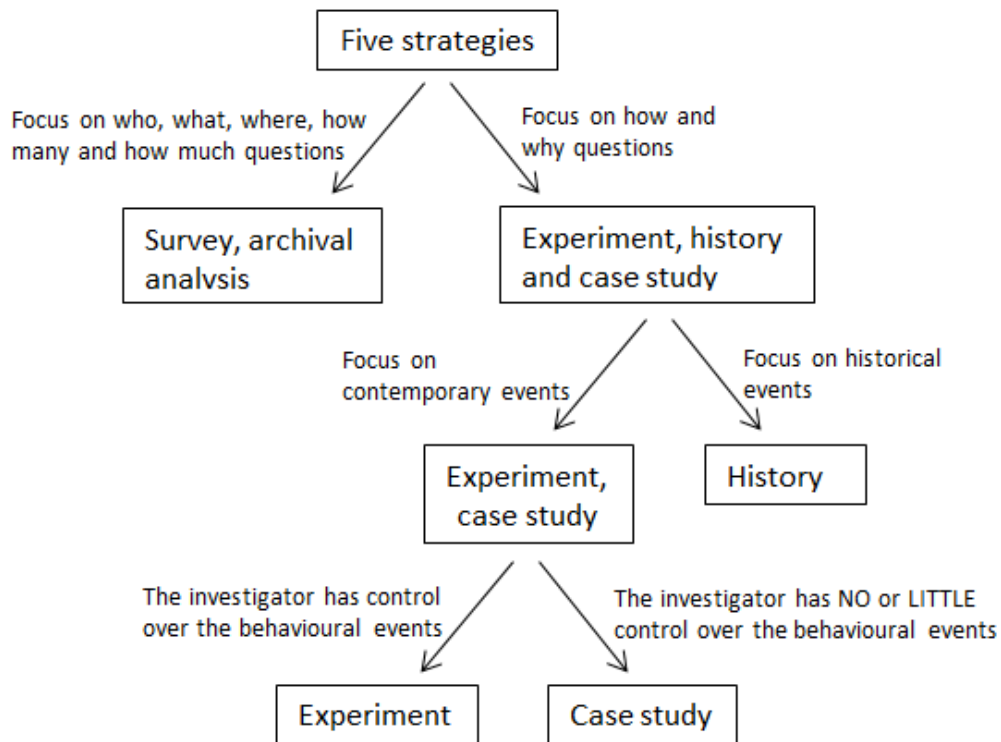 Five strategies
Focus on who, what, where, how
many and how much questions
Focus on how and
why questions
Survey, archival
analvsis
Experiment, history
and case study
Focus on
contemporary events
Focus on historical
events
Experiment,
case study
History
The investigator has control
over the behavioural events
The investigator has NO or LITTLE
control over the behavioural events
Experiment
Case study